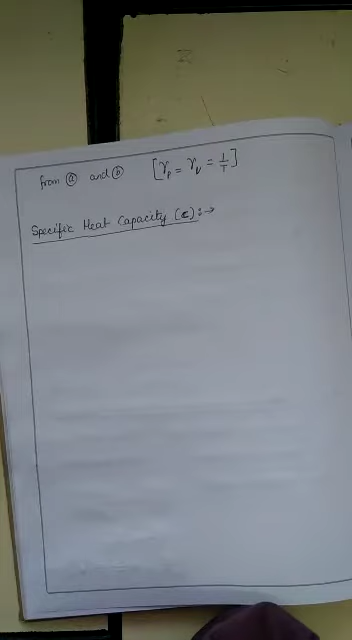 from ⓐ and ⓑ [γₚ = γᵥ = 1/T]
Specific Heat Capacity (c):→